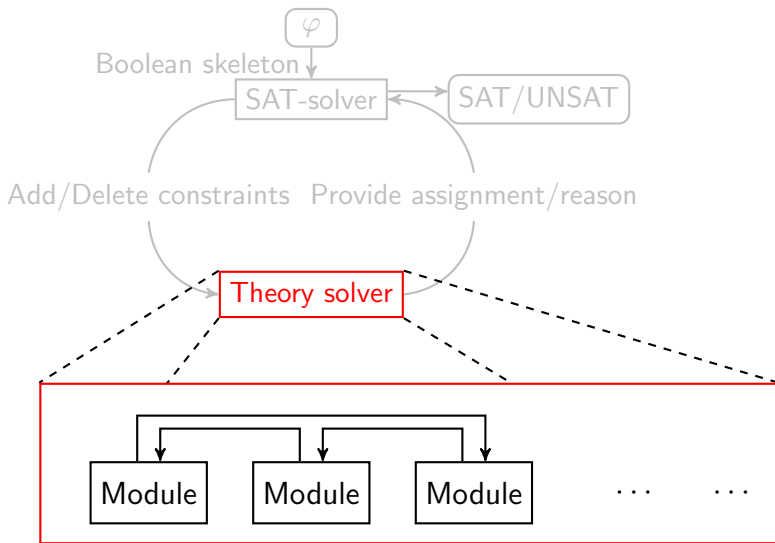 φ
Boolean skeleton
SAT-solver
SAT/UNSAT
Add/Delete constraints
Provide assignment/reason
Theory solver
Module
Module
Module
...
...